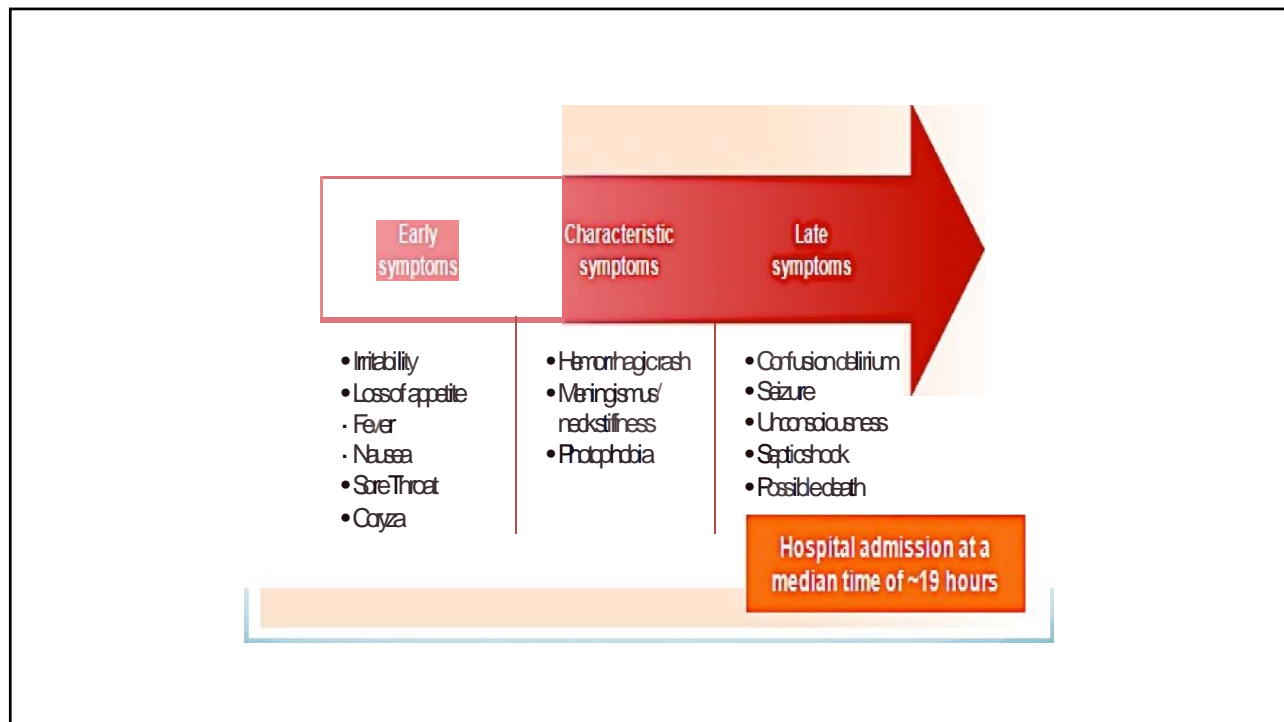 Early
symptoms
Characteristic
symptoms
Late
symptoms
• Irritability
• Loss of appetite
· Fever
· Nausea
• Sore Throat
• Coryza
• Hemorrhagic rash
• Meningismus/
neck stiffness
• Photophobia
• Confusion delirium
• Seizure
• Unconsciousness
• Septic shock
• Possible death
Hospital admission at a
median time of ~19 hours